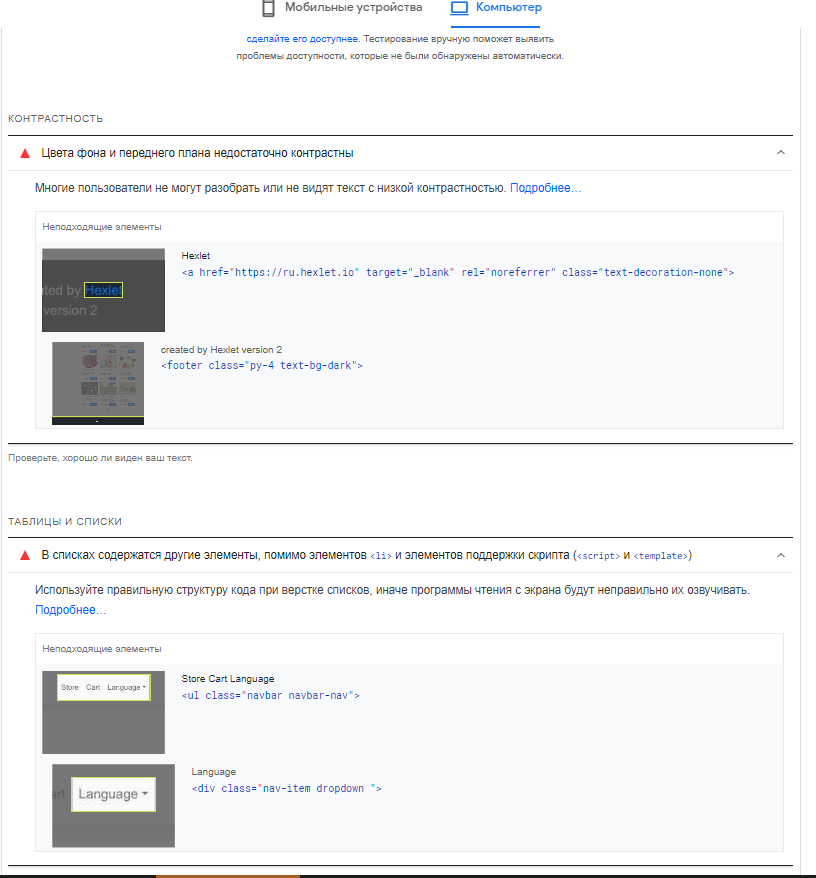 Мобильные устройства
Компьютер
сделайте его доступнее. Тестирование вручную поможет выявить
проблемы доступности, которые не были обнаружены автоматически.
КОНТРАСТНОСТЬ
Цвета фона и переднего плана недостаточно контрастны
Многие пользователи не могут разобрать или не видят текст с низкой контрастностью. Подробнее…
Неподходящие элементы
Hexlet
<a href="https://ru.hexlet.io" target="_blank" rel="noreferrer" class="text-decoration-none">
ted by Hexlet
version 2
created by Hexlet version 2
<footer class="py-4 text-bg-dark">
Проверьте, хорошо ли виден ваш текст.
ТАБЛИЦЫ И СПИСКИ
В списках содержатся другие элементы, помимо элементов <li> и элементов поддержки скрипта (<script> и <template>)
Используйте правильную структуру кода при верстке списков, иначе программы чтения с экрана будут неправильно их озвучивать.
Подробнее…
Неподходящие элементы
Store Cart Language
<ul class="navbar navbar-nav">
Store Cart Language
Language
<div class="nav-item dropdown ">
art Language